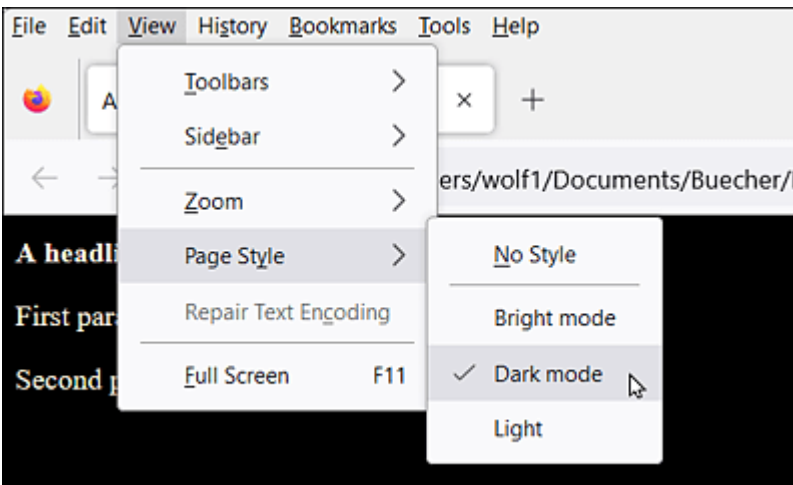 File Edit View History Bookmarks Tools Help
A
Toolbars
Sidebar
ers/wolf1/Documents/Buecher/
Zoom
A headli
Page Style
No Style
First par
Repair Text Encoding
Bright mode
Second p
Full Screen F11
Dark mode
Light